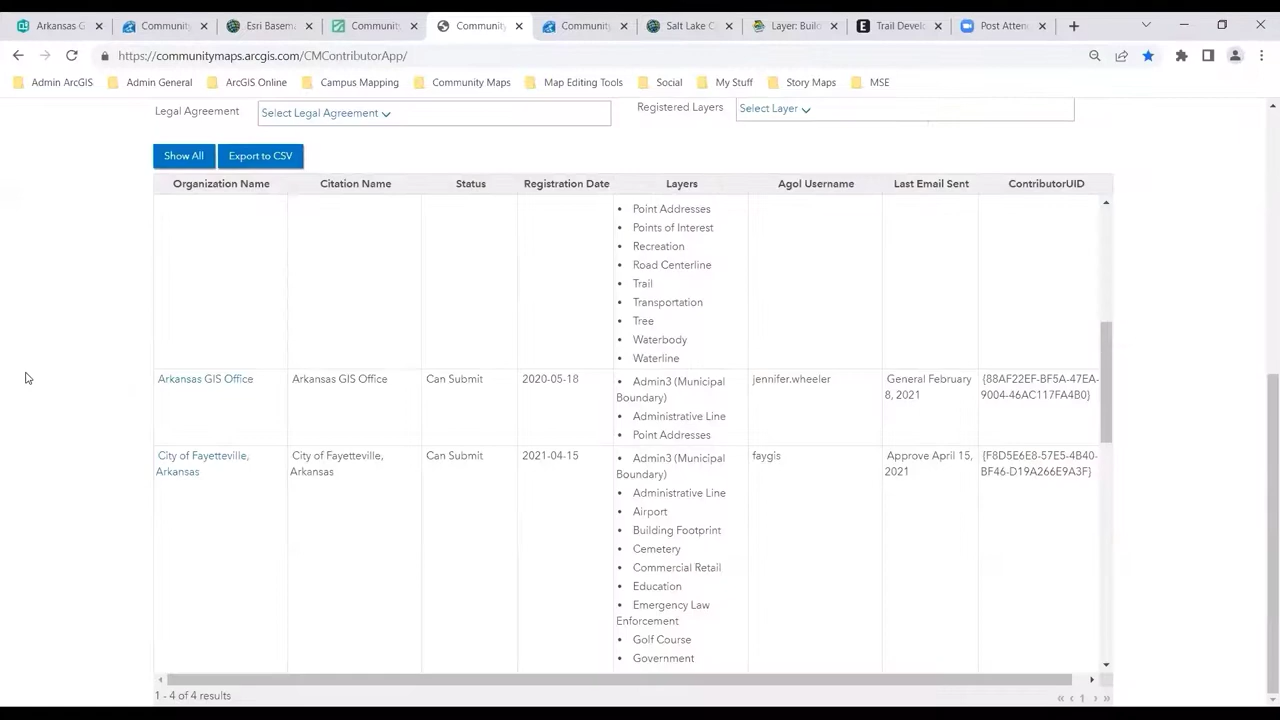 Arkansas G
Community
Esri Basem
Community
Community
Community
Salt Lake C
Layer: Buil
Trail Devel
Post Atten
https://communitymaps.arcgis.com/CMContributorApp/
Admin ArcGIS
Admin General
ArcGIS Online
Campus Mapping
Community Maps
Map Editing Tools
Social
My Stuff
Story Maps
MSE
Legal Agreement
Select Legal Agreement
Registered Layers
Select Layer
Show All
Export to CSV
Organization Name
Citation Name
Status
Registration Date
Layers
Agol Username
Last Email Sent
ContributorUID
• Point Addresses
• Points of Interest
• Recreation
• Road Centerline
• Trail
• Transportation
• Tree
• Waterbody
• Waterline
Arkansas GIS Office
Arkansas GIS Office
Can Submit
2020-05-18
• Admin3 (Municipal
Boundary)
• Administrative Line
• Point Addresses
jennifer.wheeler
General February
8, 2021
{88AF22EF-BF5A-47EA-
9004-46AC117FA4B0}
City of Fayetteville,
Arkansas
City of Fayetteville,
Arkansas
Can Submit
2021-04-15
• Admin3 (Municipal
Boundary)
• Administrative Line
• Airport
• Building Footprint
• Cemetery
• Commercial Retail
• Education
• Emergency Law
Enforcement
• Golf Course
• Government
faygis
Approve April 15,
2021
{F8D5E6E8-57E5-4B40-
BF46-D19A266E9A3F}
1 - 4 of 4 results
« ‹ 1 › »